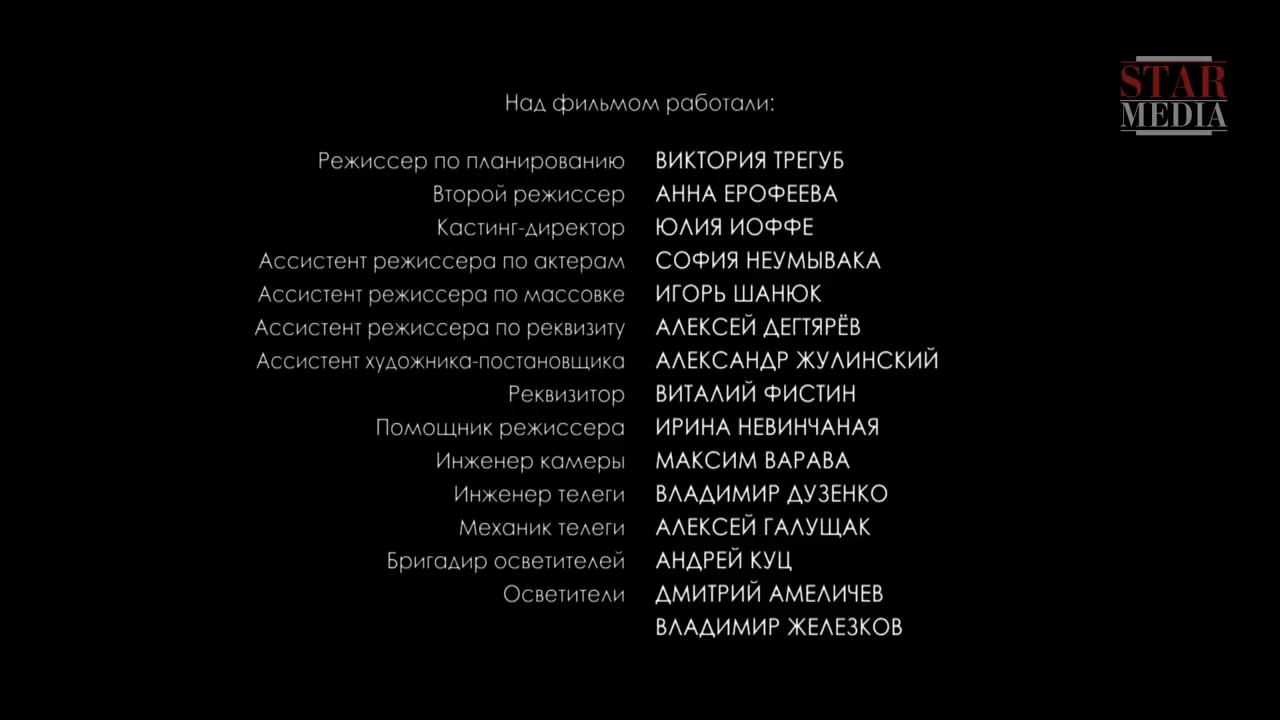 STAR
MEDIA
Над фильмом работали:
Режиссер по планированию ВИКТОРИЯ ТРЕГУБ
Второй режиссер АННА ЕРОФЕЕВА
Кастинг-директор ЮЛИЯ ИОФФЕ
Ассистент режиссера по актерам СОФИЯ НЕУМЫВАКА
Ассистент режиссера по массовке ИГОРЬ ШАНЮК
Ассистент режиссера по реквизиту АЛЕКСЕЙ ДЕГТЯРЁВ
Ассистент художника-постановщика АЛЕКСАНДР ЖУЛИНСКИЙ
Реквизитор ВИТАЛИЙ ФИСТИН
Помощник режиссера ИРИНА НЕВИНЧАНАЯ
Инженер камеры МАКСИМ ВАРАВА
Инженер телеги ВЛАДИМИР ДУЗЕНКО
Механик телеги АЛЕКСЕЙ ГАЛУЩАК
Бригадир осветителей АНДРЕЙ КУЦ
Осветители ДМИТРИЙ АМЕЛИЧЕВ
ВЛАДИМИР ЖЕЛЕЗКОВ